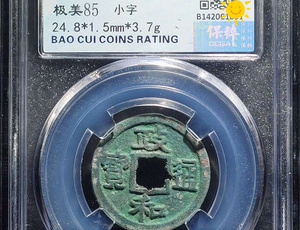 极美85 小字
24.8*1.5mm*3.7g
BAO CUI COINS RATING
保粹
政
寳 通
和